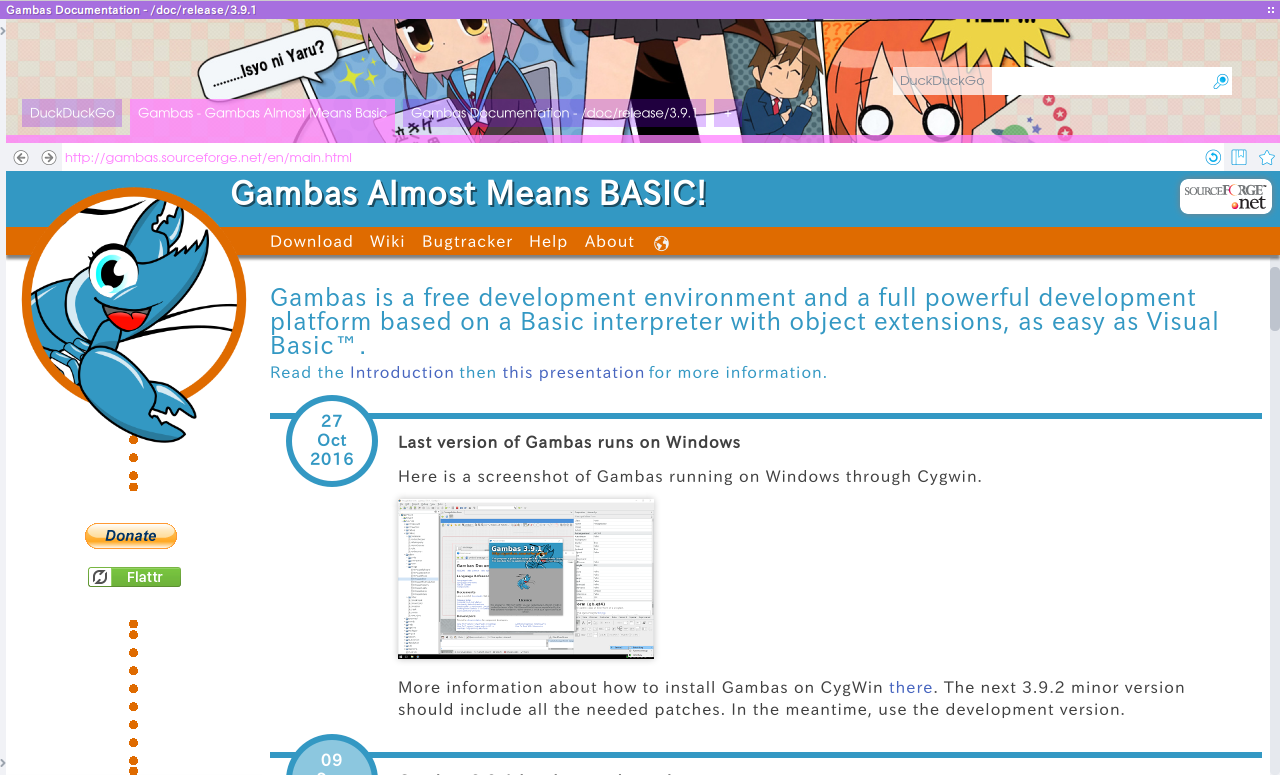 Gambas Documentation - /doc/release/3.9.1
........Isyo ni Yaru?
DuckDuckGo
DuckDuckGo
Gambas - Gambas Almost Means Basic
Gambas Documentation - /doc/release/3.9.1
+
http://gambas.sourceforge.net/en/main.html
Gambas Almost Means BASIC!
SOURCEFORGE™
.net
Download Wiki Bugtracker Help About
Gambas is a free development environment and a full powerful development
platform based on a Basic interpreter with object extensions, as easy as Visual
Basic™.
Read the Introduction then this presentation for more information.
27
Oct
2016
Last version of Gambas runs on Windows
Here is a screenshot of Gambas running on Windows through Cygwin.
Gambas 3.9.1
Donate
Flattr
More information about how to install Gambas on CygWin there. The next 3.9.2 minor version
should include all the needed patches. In the meantime, use the development version.
09